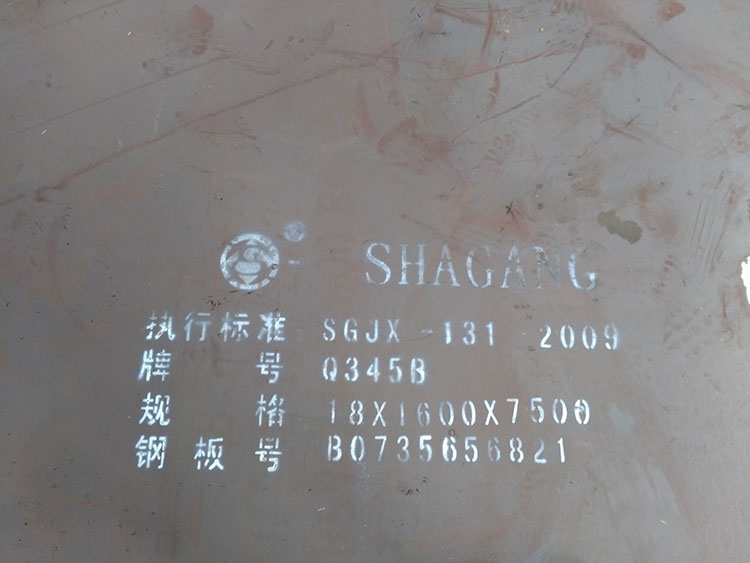 SHAGANG
执行标准 SGJX-131 2009
牌号 Q345B
规格 18X1600X7500
钢板号 B0735656821